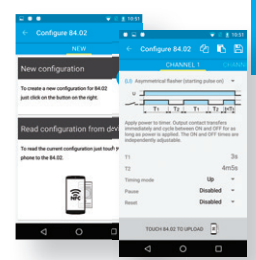 10:51
Configure 84.02
NEW
New configuration
To create a new configuration for 84.02
just click on the button on the right.
Read configuration from dev
To read the current configuration just touch
phone to the 84.02.
NFC
10:51
Configure 84.02
CHANNEL 1
CHANN
Asymmetrical flasher (starting pulse on)
T1
T2
T1
T2
Apply power to timer. Output contact transfers
immediately and cycle between ON and OFF for as
long as power is applied. The ON and OFF times are
independently adjustable.
T1 3s
T2 4m5s
Timing mode Up
Pause Disabled
Reset Disabled
TOUCH 84.02 TO UPLOAD